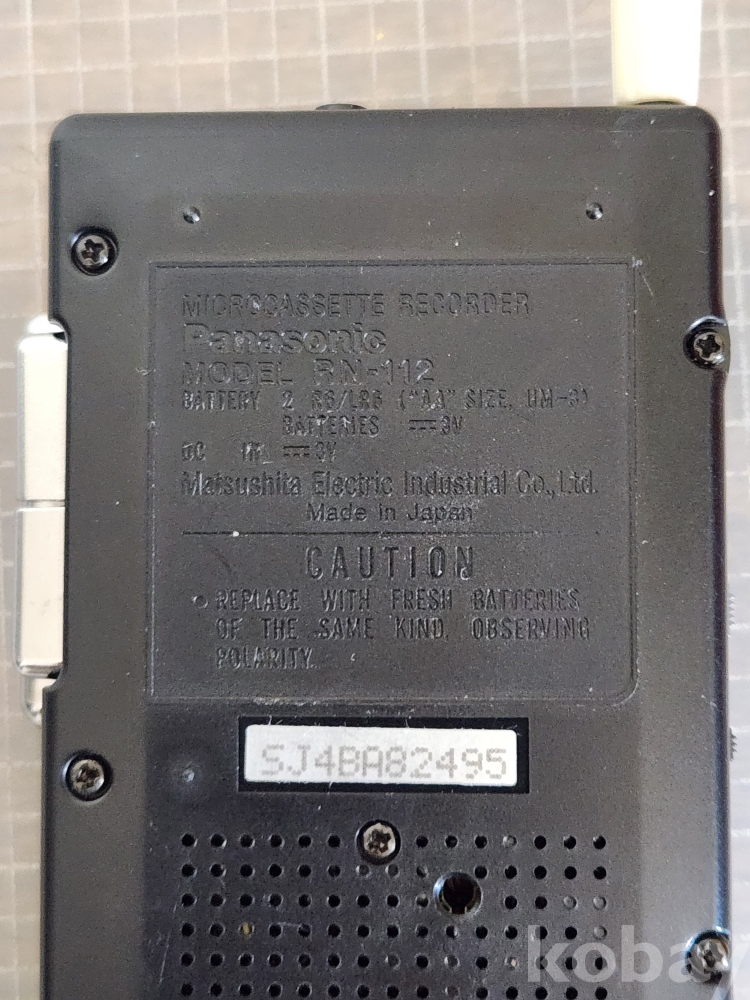 MICROCASSETTE RECORDER
Panasonic
MODEL RN-112
BATTERY 2 R6/LR6 ("AA" SIZE, UM-3)
BATTERIES ⎓3V
DC IN ⎓3V
Matsushita Electric Industrial Co.,Ltd.
Made in Japan
CAUTION
• REPLACE WITH FRESH BATTERIES
OF THE SAME KIND, OBSERVING
POLARITY.
SJ4BA82495